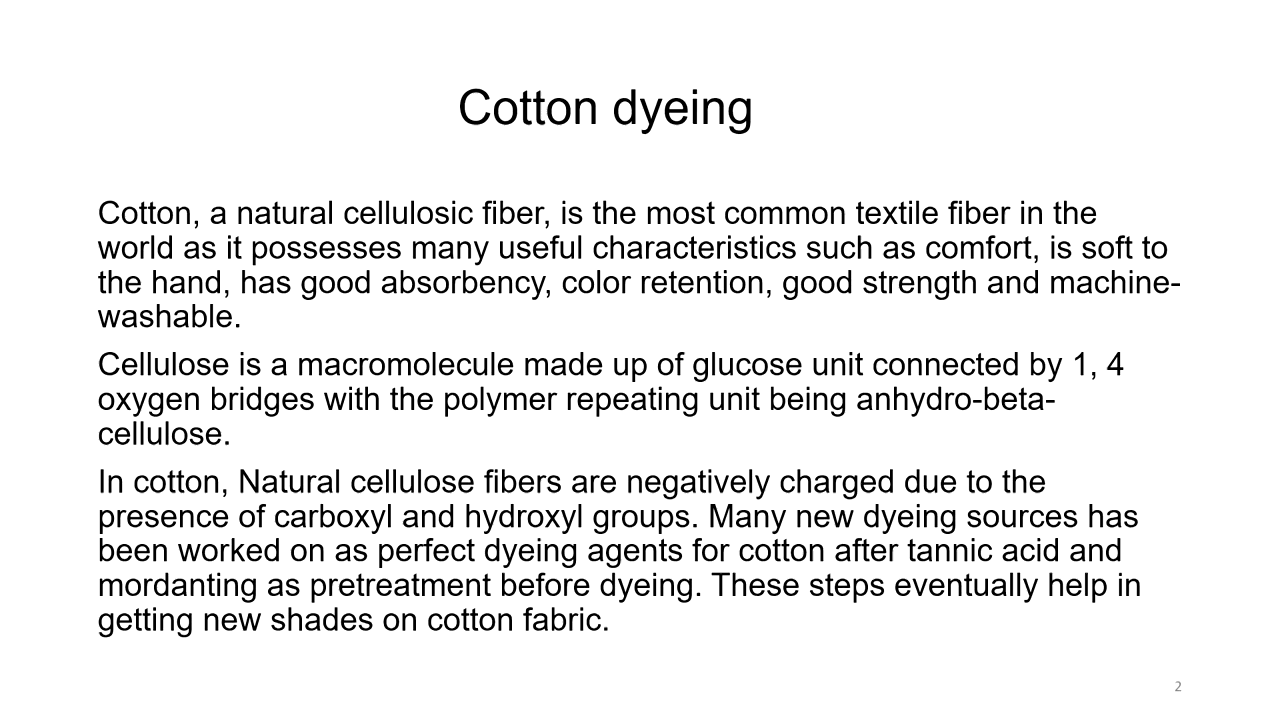 Cotton dyeing
Cotton, a natural cellulosic fiber, is the most common textile fiber in the
world as it possesses many useful characteristics such as comfort, is soft to
the hand, has good absorbency, color retention, good strength and machine-
washable.
Cellulose is a macromolecule made up of glucose unit connected by 1, 4
oxygen bridges with the polymer repeating unit being anhydro-beta-
cellulose.
In cotton, Natural cellulose fibers are negatively charged due to the
presence of carboxyl and hydroxyl groups. Many new dyeing sources has
been worked on as perfect dyeing agents for cotton after tannic acid and
mordanting as pretreatment before dyeing. These steps eventually help in
getting new shades on cotton fabric.
2